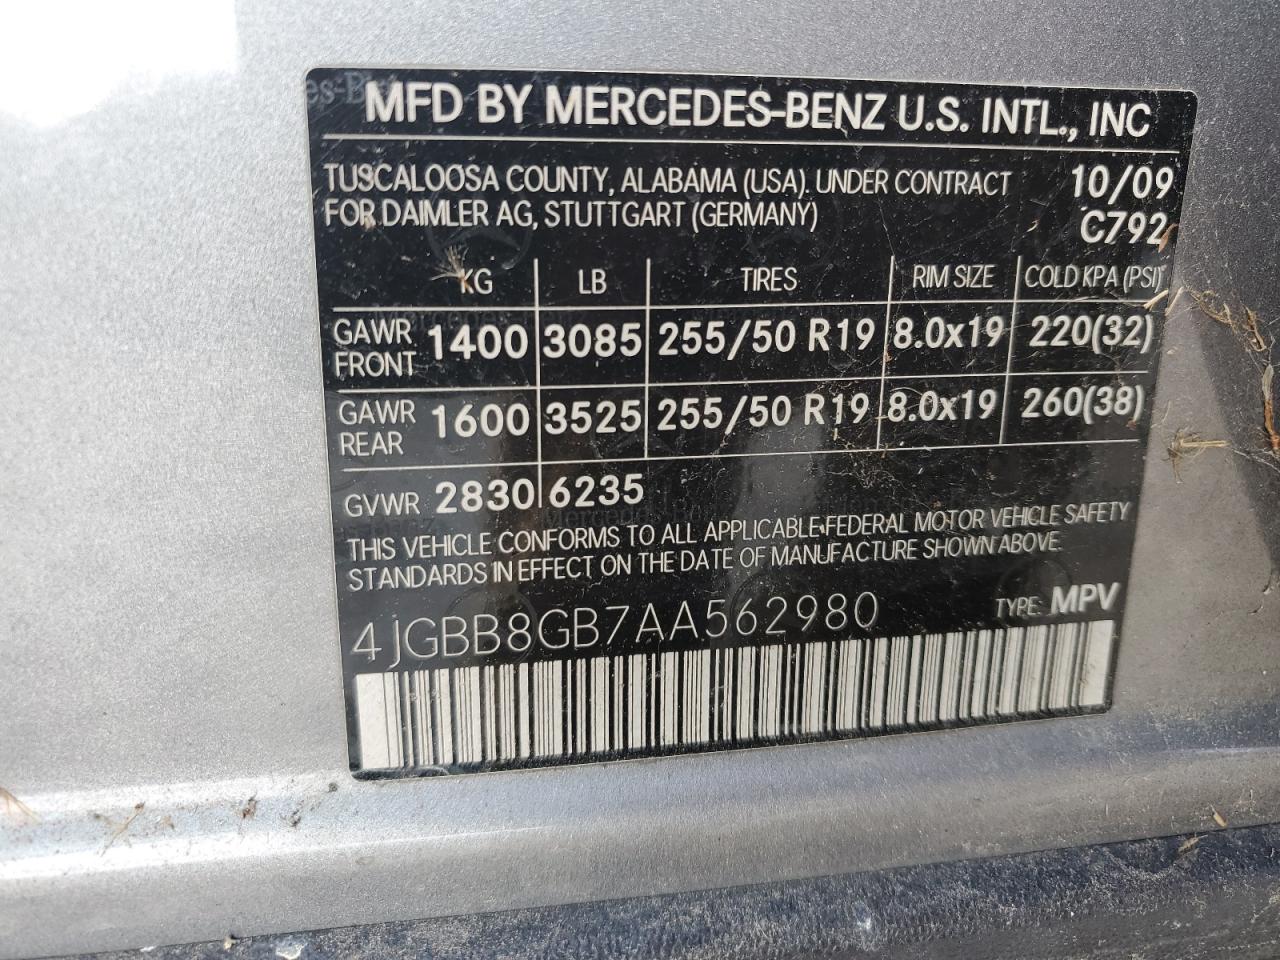 MFD BY MERCEDES-BENZ U.S. INTL., INC
TUSCALOOSA COUNTY, ALABAMA (USA). UNDER CONTRACT 10/09
FOR DAIMLER AG, STUTTGART (GERMANY) C792
KG LB TIRES RIM SIZE COLD KPA (PSI)
GAWR FRONT 1400 3085 255/50 R19 8.0x19 220(32)
GAWR REAR 1600 3525 255/50 R19 8.0x19 260(38)
GVWR 2830 6235
THIS VEHICLE CONFORMS TO ALL APPLICABLE FEDERAL MOTOR VEHICLE SAFETY
STANDARDS IN EFFECT ON THE DATE OF MANUFACTURE SHOWN ABOVE.
4JGBB8GB7AA562980 TYPE: MPV